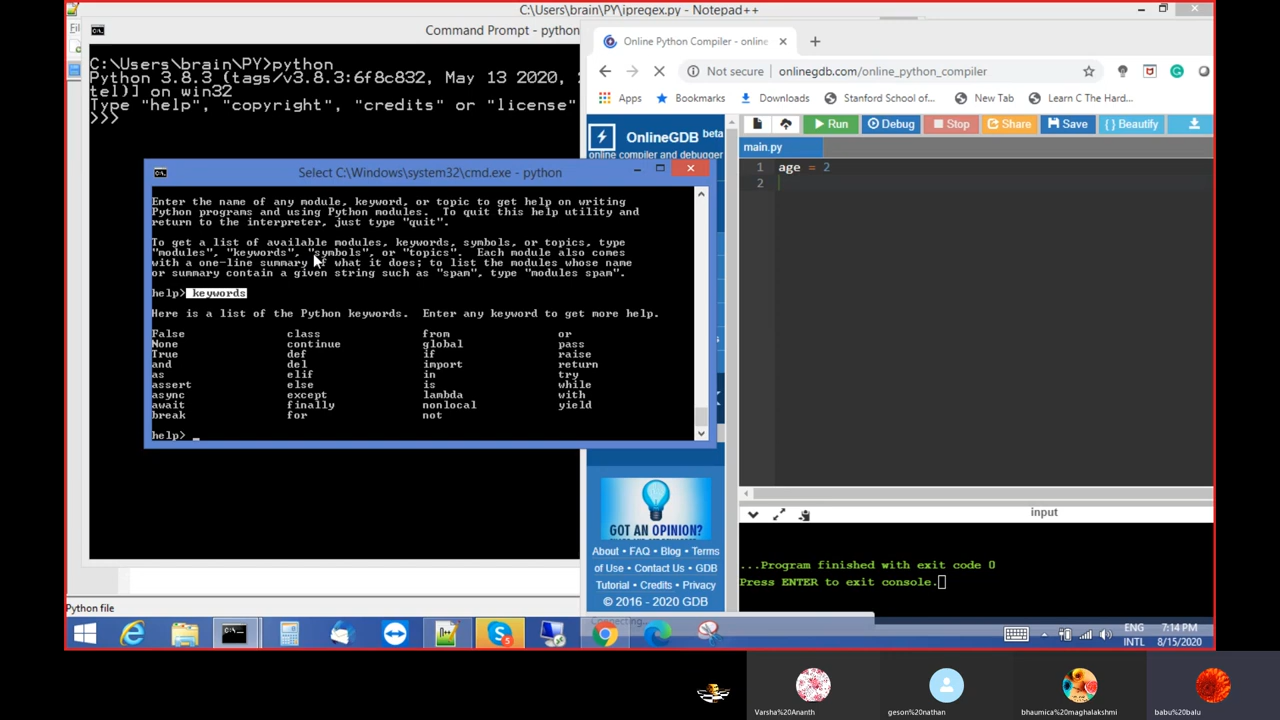 C:\Users\brain\PY\ipregex.py - Notepad++
Fil
Command Prompt - python
C:\Users\brain\PY>python
Python 3.8.3 (tags/v3.8.3:6f8c832, May 13 2020,
tel)] on win32
Type "help", "copyright", "credits" or "license"
>>>
Select C:\Windows\system32\cmd.exe - python
Enter the name of any module, keyword, or topic to get help on writing
Python programs and using Python modules. To quit this help utility and
return to the interpreter, just type "quit".
To get a list of available modules, keywords, symbols, or topics, type
"modules", "keywords", "symbols", or "topics". Each module also comes
with a one-line summary of what it does; to list the modules whose name
or summary contain a given string such as "spam", type "modules spam".
help> keywords
Here is a list of the Python keywords. Enter any keyword to get more help.
False class from or
None continue global pass
True def if raise
and del import return
as elif in try
assert else is while
async except lambda with
await finally nonlocal yield
break for not
help> _
Online Python Compiler - online
Not secure onlinegdb.com/online_python_compiler
Apps Bookmarks Downloads Stanford School of... New Tab Learn C The Hard...
OnlineGDB beta
online compiler and debugger
Run Debug Stop Share Save { } Beautify
main.py
1 age = 2
2
input
...Program finished with exit code 0
Press ENTER to exit console.
GOT AN OPINION?
About • FAQ • Blog • Terms
of Use • Contact Us • GDB
Tutorial • Credits • Privacy
© 2016 - 2020 GDB
Connecting...
Python file
ENG
INTL
7:14 PM
8/15/2020
Varsha%20Ananth
geson%20nathan
bhaumica%20maghalakshmi
babu%20balu